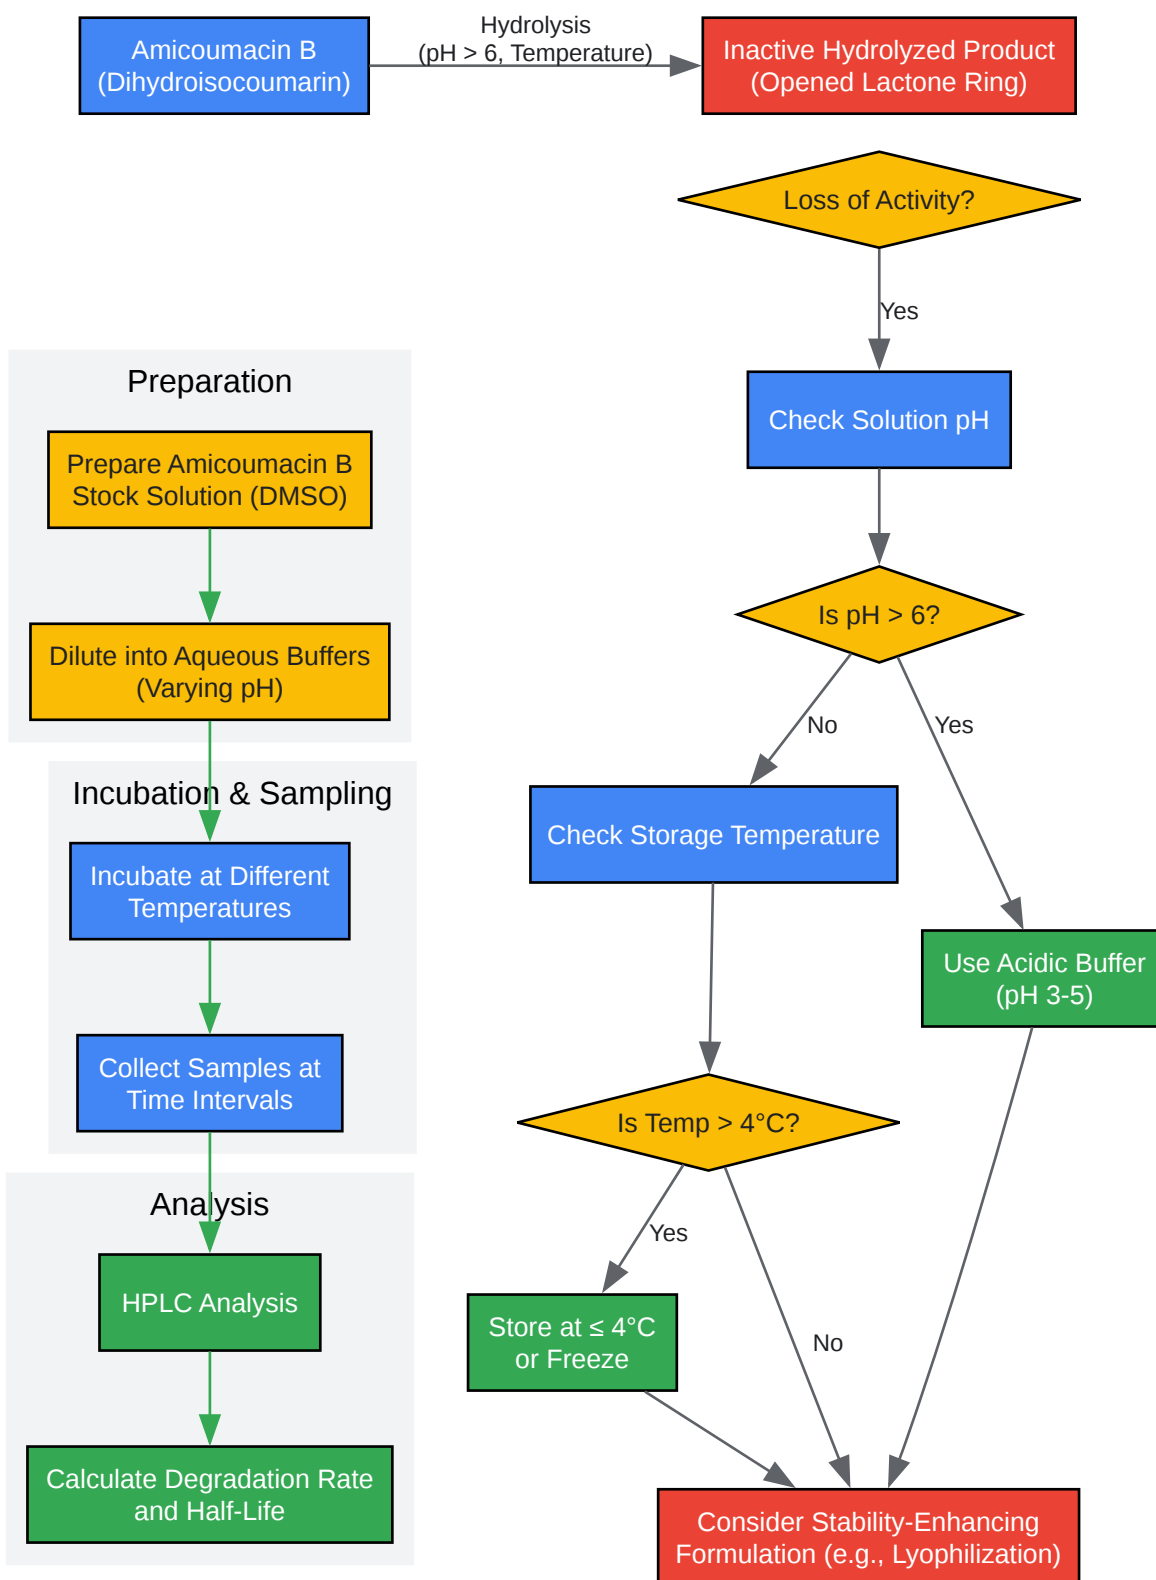 Amicoumacin B
(Dihydroisocoumarin)
Hydrolysis
(pH > 6, Temperature)
Inactive Hydrolyzed Product
(Opened Lactone Ring)
Loss of Activity?
Yes
Check Solution pH
Is pH > 6?
No
Yes
Check Storage Temperature
Use Acidic Buffer
(pH 3-5)
Is Temp > 4°C?
Yes
No
Store at ≤ 4°C
or Freeze
Consider Stability-Enhancing
Formulation (e.g., Lyophilization)
Preparation
Prepare Amicoumacin B
Stock Solution (DMSO)
Dilute into Aqueous Buffers
(Varying pH)
Incubation & Sampling
Incubate at Different
Temperatures
Collect Samples at
Time Intervals
Analysis
HPLC Analysis
Calculate Degradation Rate
and Half-Life